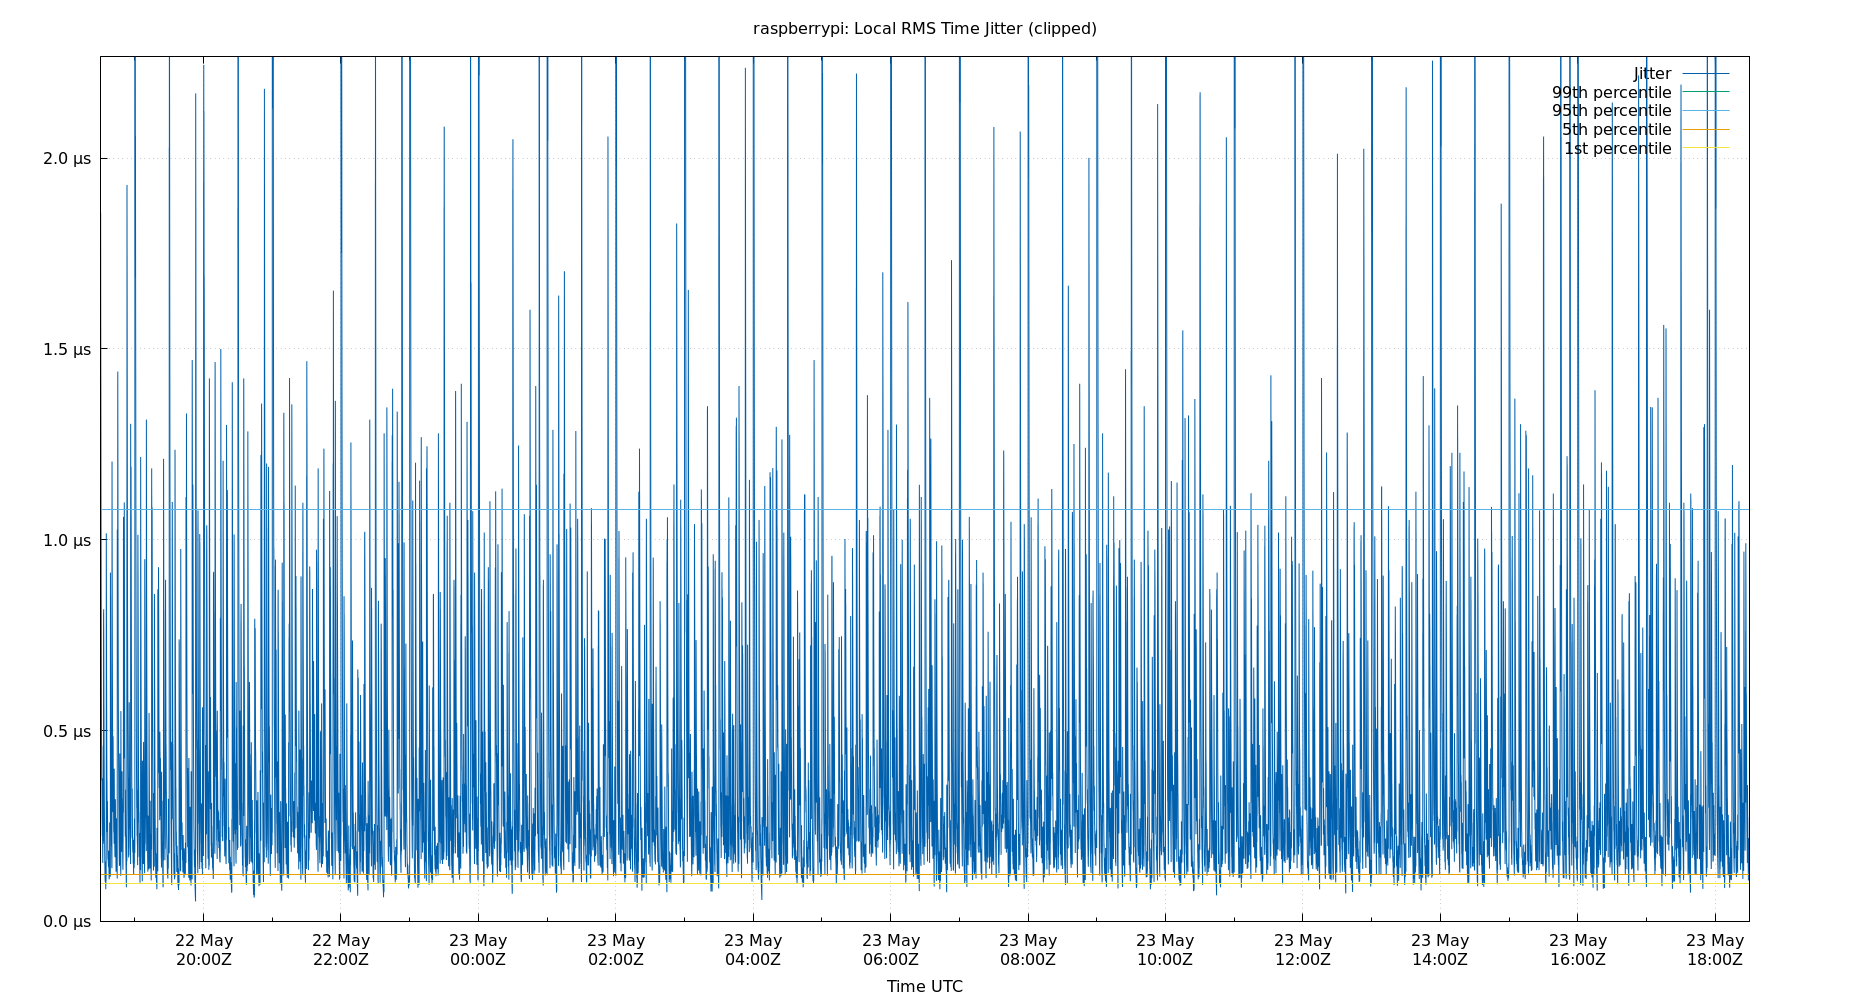 raspberrypi: Local RMS Time Jitter (clipped)
Jitter
99th percentile
95th percentile
5th percentile
1st percentile
2.0 µs
1.5 µs
1.0 µs
0.5 µs
0.0 µs
22 May 22 May 23 May 23 May 23 May 23 May 23 May 23 May 23 May 23 May 23 May 23 May
20:00Z 22:00Z 00:00Z 02:00Z 04:00Z 06:00Z 08:00Z 10:00Z 12:00Z 14:00Z 16:00Z 18:00Z
Time UTC